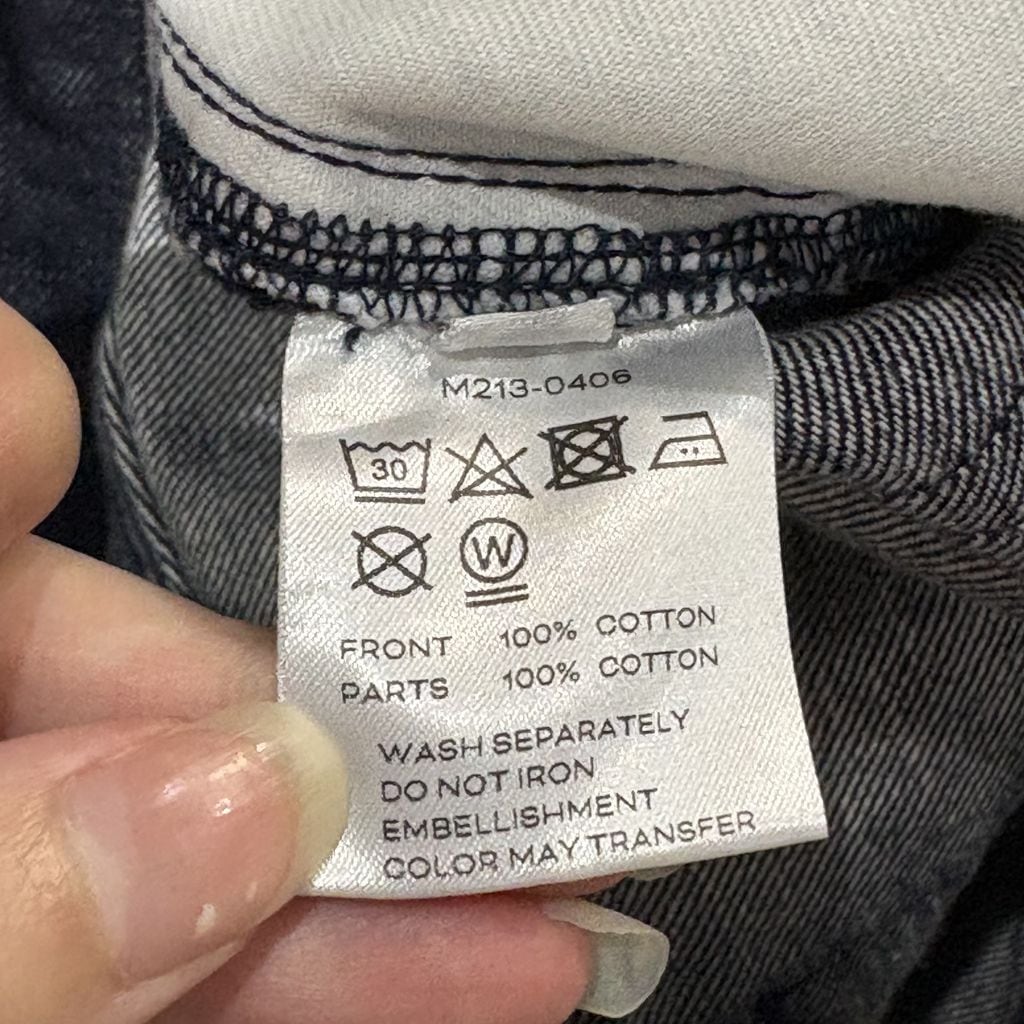 M213-0406
30
W
FRONT 100% COTTON
PARTS 100% COTTON
WASH SEPARATELY
DO NOT IRON
EMBELLISHMENT
COLOR MAY TRANSFER